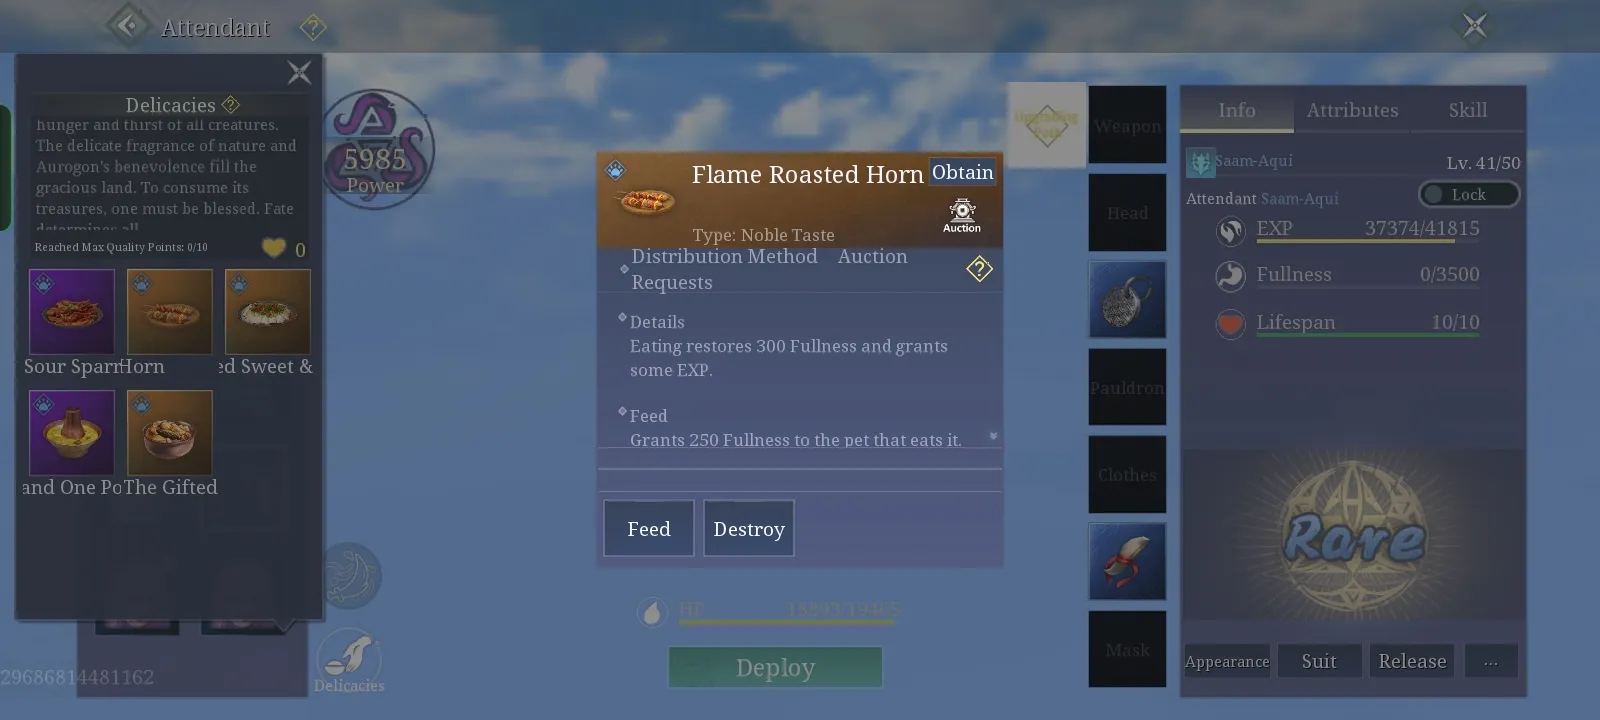 Attendant
Delicacies
hunger and thirst of all creatures.
The delicate fragrance of nature and
Aurogon's benevolence fill the
gracious land. To consume its
treasures, one must be blessed. Fate
determines all
Reached Max Quality Points: 0/10
0
Sour Sparr
Horn
ed Sweet &
and One Po
The Gifted
29686814481162
5985
Power
Delicacies
Flame Roasted Horn
Obtain
Auction
Type: Noble Taste
Distribution Method Auction
Requests
Details
Eating restores 300 Fullness and grants
some EXP.
Feed
Grants 250 Fullness to the pet that eats it.
Feed
Destroy
HP
Deploy
Upgrading
Path
Weapon
Head
Pauldron
Clothes
Mask
Info
Attributes
Skill
Saam-Aqui
Lv. 41/50
Attendant Saam-Aqui
Lock
EXP 37374/41815
Fullness 0/3500
Lifespan 10/10
Rare
Appearance
Suit
Release
...